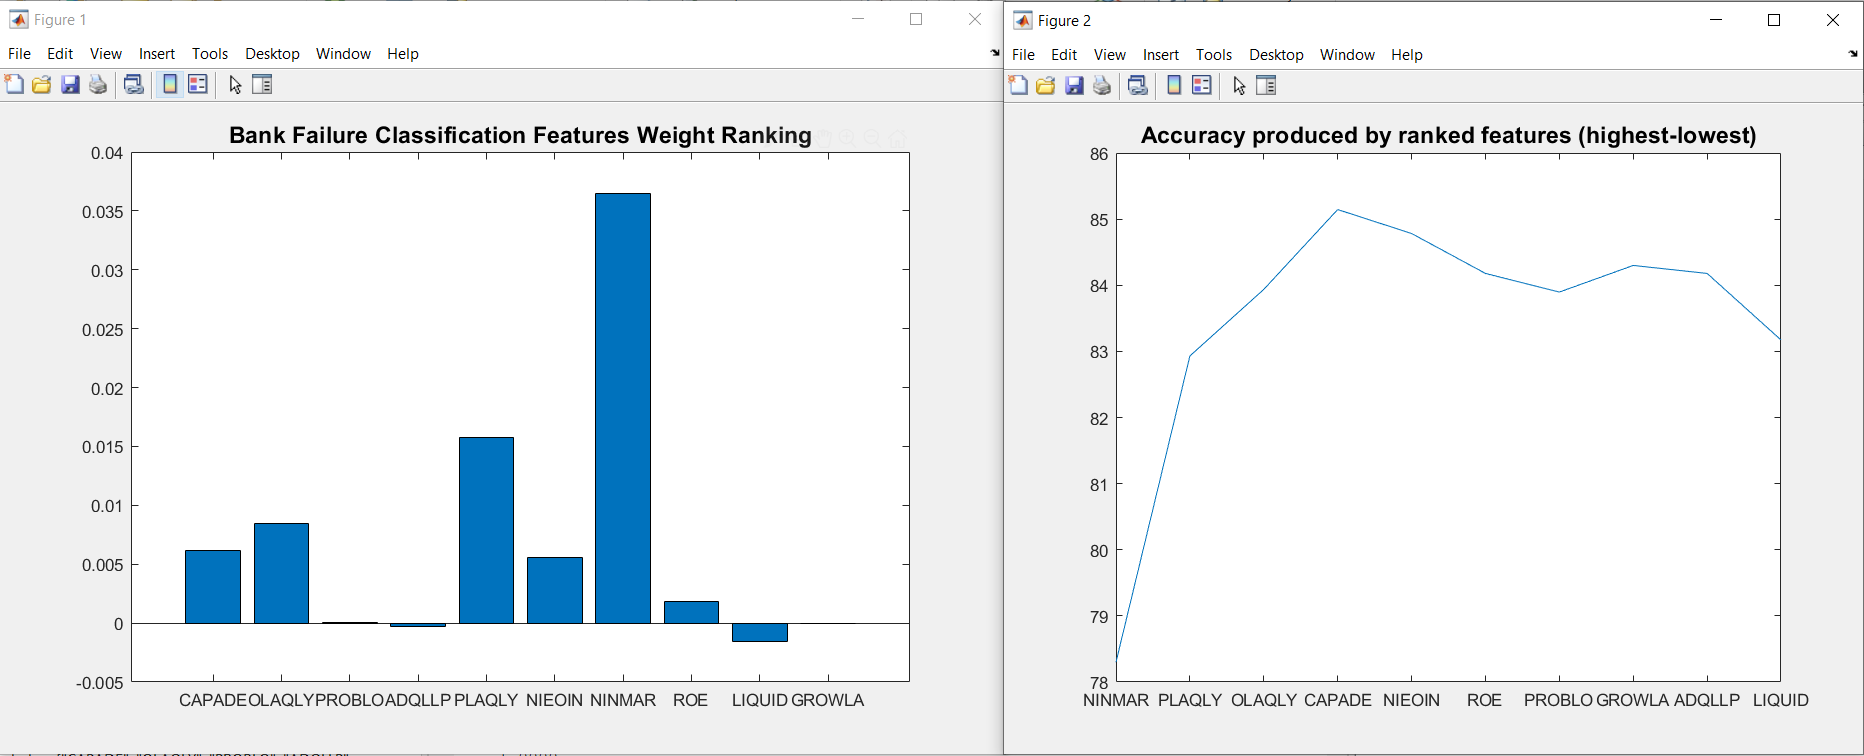 Figure 1
File Edit View Insert Tools Desktop Window Help
Bank Failure Classification Features Weight Ranking
0.04
0.035
0.03
0.025
0.02
0.015
0.01
0.005
0
-0.005
CAPADE OLAQLY PROBLO ADQLLP PLAQLY NIEOIN NINMAR ROE LIQUID GROWLA
Figure 2
File Edit View Insert Tools Desktop Window Help
Accuracy produced by ranked features (highest-lowest)
86
85
84
83
82
81
80
79
78
NINMAR PLAQLY OLAQLY CAPADE NIEOIN ROE PROBLO GROWLA ADQLLP LIQUID